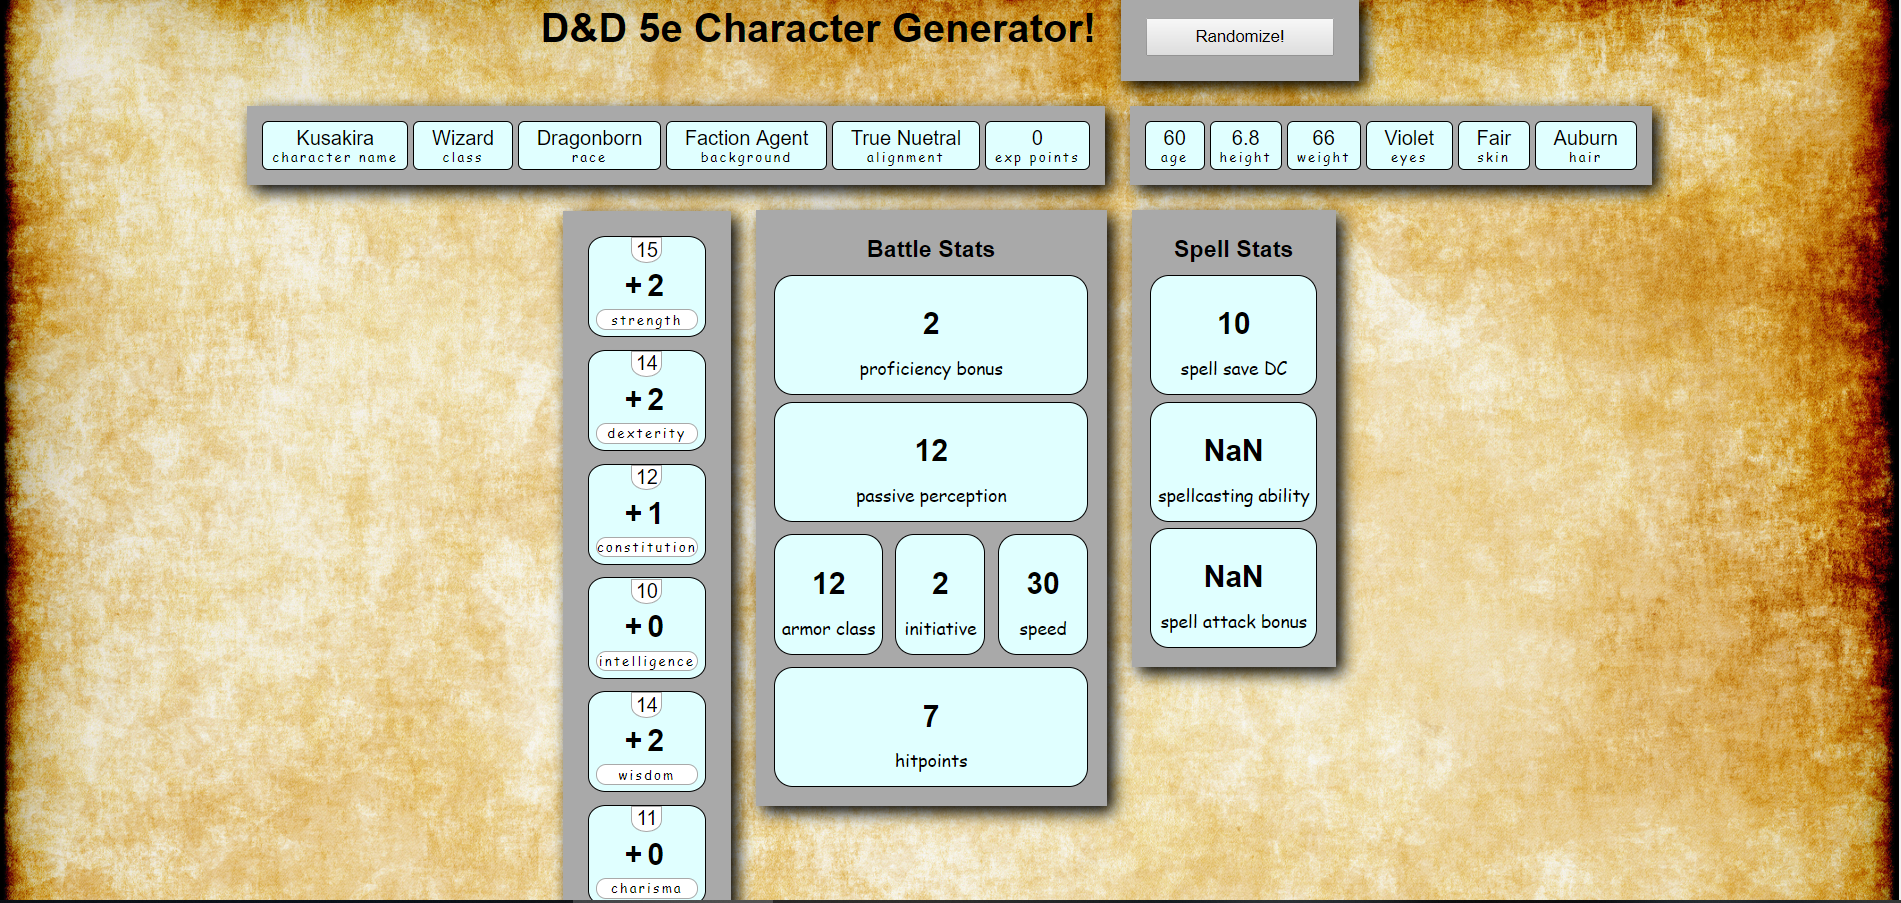 D&D 5e Character Generator!
Randomize!
Kusakira
character name
Wizard
class
Dragonborn
race
Faction Agent
background
True Nuetral
alignment
0
exp points
60
age
6.8
height
66
weight
Violet
eyes
Fair
skin
Auburn
hair
15
+2
strength
14
+2
dexterity
12
+1
constitution
10
+0
intelligence
14
+2
wisdom
11
+0
charisma
Battle Stats
2
proficiency bonus
12
passive perception
12
armor class
2
initiative
30
speed
7
hitpoints
Spell Stats
10
spell save DC
NaN
spellcasting ability
NaN
spell attack bonus